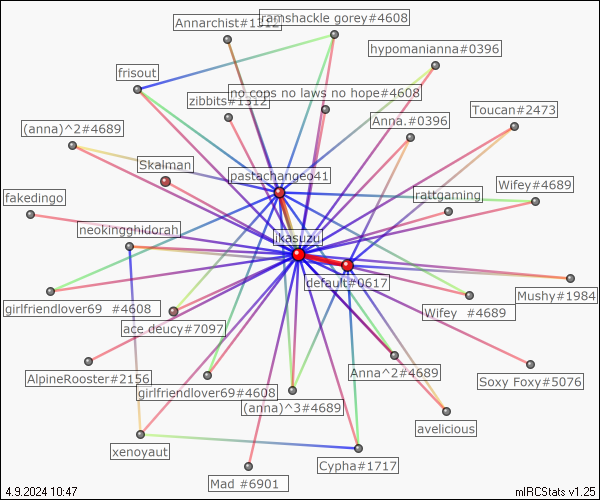 Annarchist#1312
ramshackle gorey#4608
hypomanianna#0396
frisout
zibbits#1312
no cops no laws no hope#4608
Toucan#2473
(anna)^2#4689
Anna.#0396
Skalman
pastachangeo41
fakedingo
rattgaming
Wifey#4689
neokingghidorah
ikasuzu
default#0617
Mushy#1984
girlfriendlover69 #4608
Wifey #4689
ace deucy#7097
AlpineRooster#2156
Anna^2#4689
Soxy Foxy#5076
girlfriendlover69#4608
(anna)^3#4689
avelicious
xenoyaut
Cypha#1717
Mad #6901
4.9.2024 10:47
mIRCStats v1.25